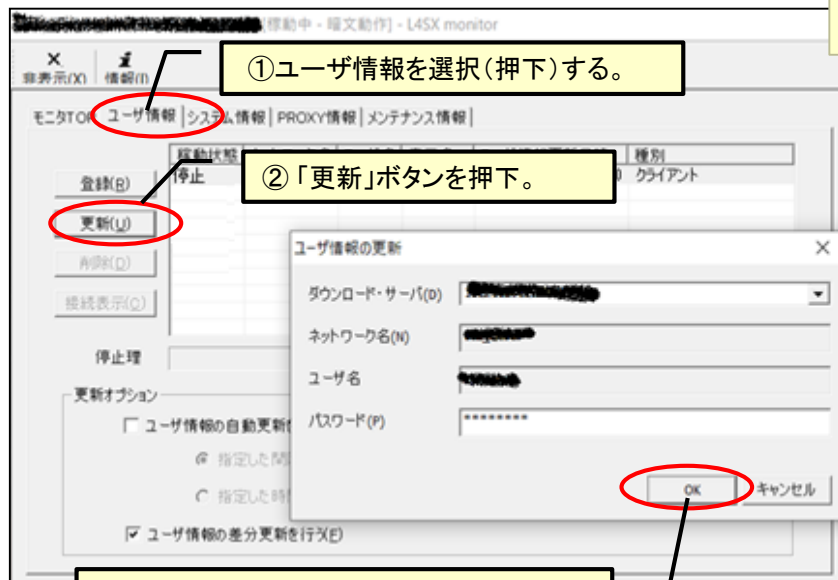 [稼動中 - 暗文動作] - L4SX monitor
非表示(X) 情報(I)
①ユーザ情報を選択(押下)する。
モニタTOP ユーザ情報 システム情報 PROXY情報 メンテナンス情報
稼動状態 種別
登録(R) 停止 クライアント
②「更新」ボタンを押下。
更新(U)
削除(D)
接続表示(C)
停止理
ユーザ情報の更新
ダウンロード・サーバ(D)
ネットワーク名(N)
ユーザ名
パスワード(P) ********
OK キャンセル
更新オプション
ユーザ情報の自動更新
指定した間
指定した時
ユーザ情報の差分更新を行う(E)